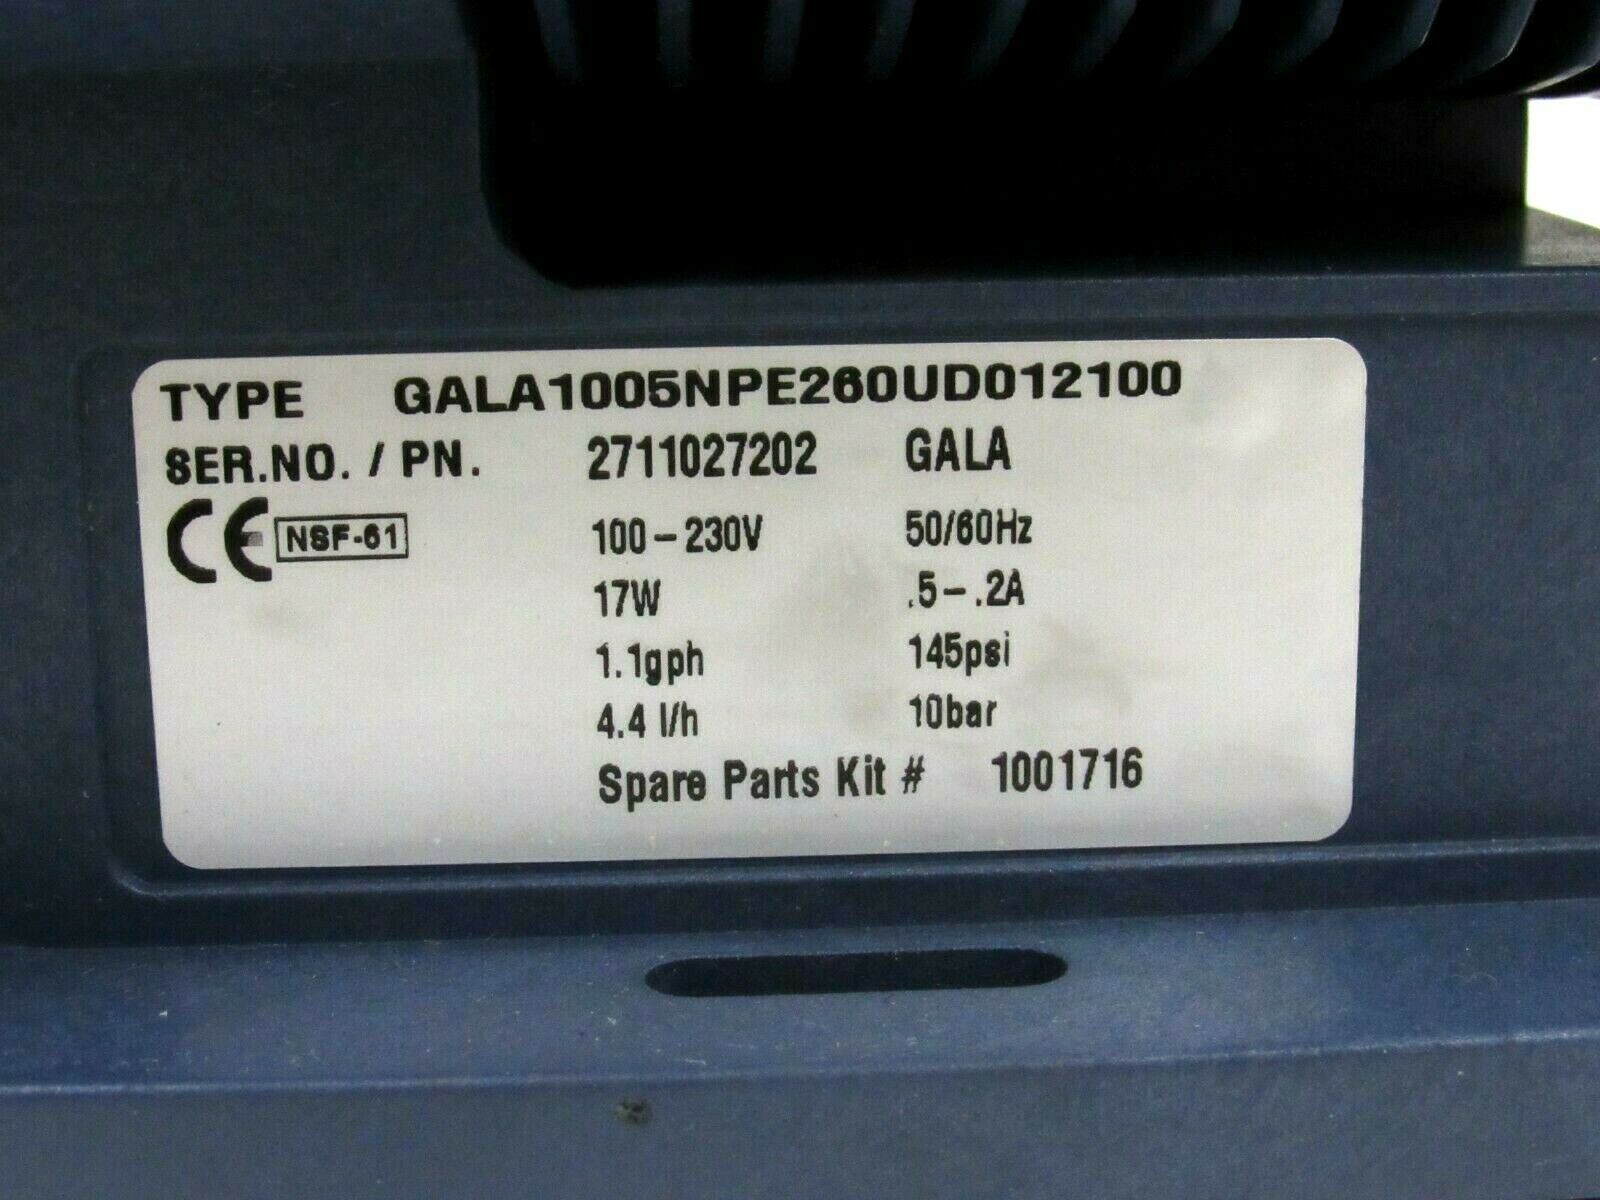 TYPE GALA1005NPE260UD012100
SER.NO. / PN. 2711027202 GALA
CE NSF-61 100-230V 50/60Hz
17W .5-.2A
1.1gph 145psi
4.4 l/h 10bar
Spare Parts Kit # 1001716